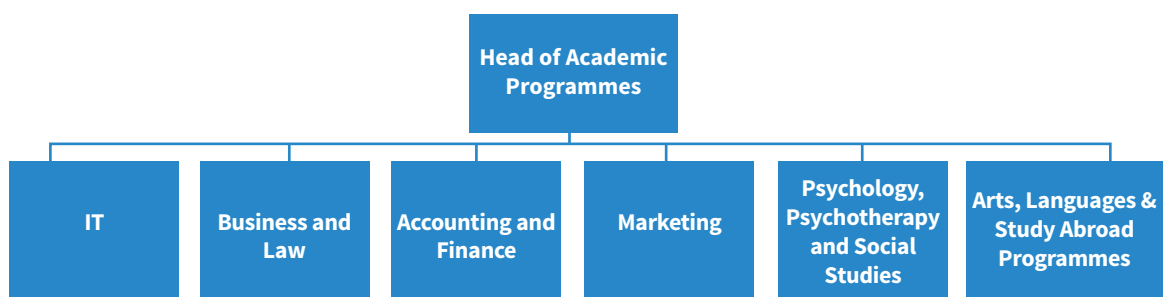 Head of Academic
Programmes
IT
Business and
Law
Accounting and
Finance
Marketing
Psychology,
Psychotherapy
and Social
Studies
Arts, Languages &
Study Abroad
Programmes